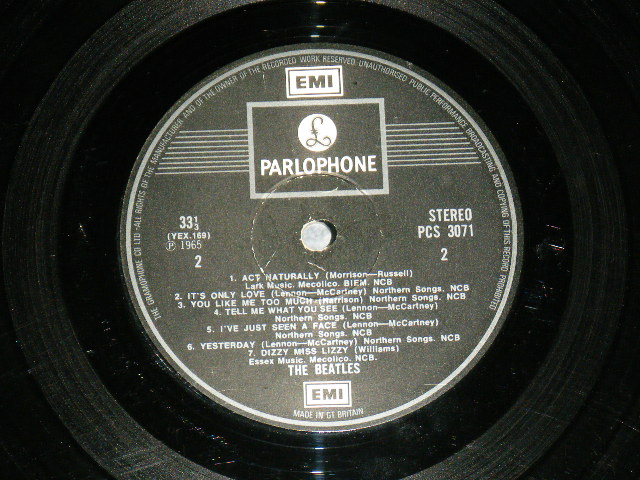 THE GRAMOPHONE CO LTD·ALL RIGHTS OF THE MANUFACTURER AND OF THE OWNER OF THE RECORDED WORK RESERVED. UNAUTHORISED PUBLIC PERFORMANCE BROADCASTING AND COPYING OF THIS RECORD PROHIBITED
EMI
£
PARLOPHONE
33⅓
(YEX.169)
℗ 1965
2
STEREO
PCS 3071
2
1. ACT NATURALLY (Morrison—Russell)
Lark Music. Mecolico. BIEM. NCB
2. IT'S ONLY LOVE (Lennon—McCartney) Northern Songs. NCB
3. YOU LIKE ME TOO MUCH (Harrison) Northern Songs. NCB
4. TELL ME WHAT YOU SEE (Lennon—McCartney)
Northern Songs. NCB
5. I'VE JUST SEEN A FACE (Lennon—McCartney)
Northern Songs. NCB
6. YESTERDAY (Lennon—McCartney) Northern Songs. NCB
7. DIZZY MISS LIZZY (Williams)
Essex Music. Mecolico. NCB.
THE BEATLES
EMI
MADE IN GT BRITAIN